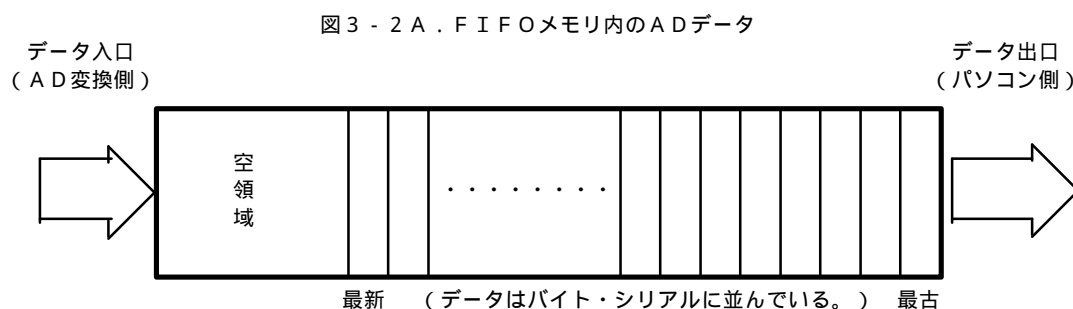 図３－２Ａ．ＦＩＦＯメモリ内のＡＤデータ
データ入口
（ＡＤ変換側）
データ出口
（パソコン側）
空
領
域
・・・・・・・・
最新
（データはバイト・シリアルに並んでいる。）
最古